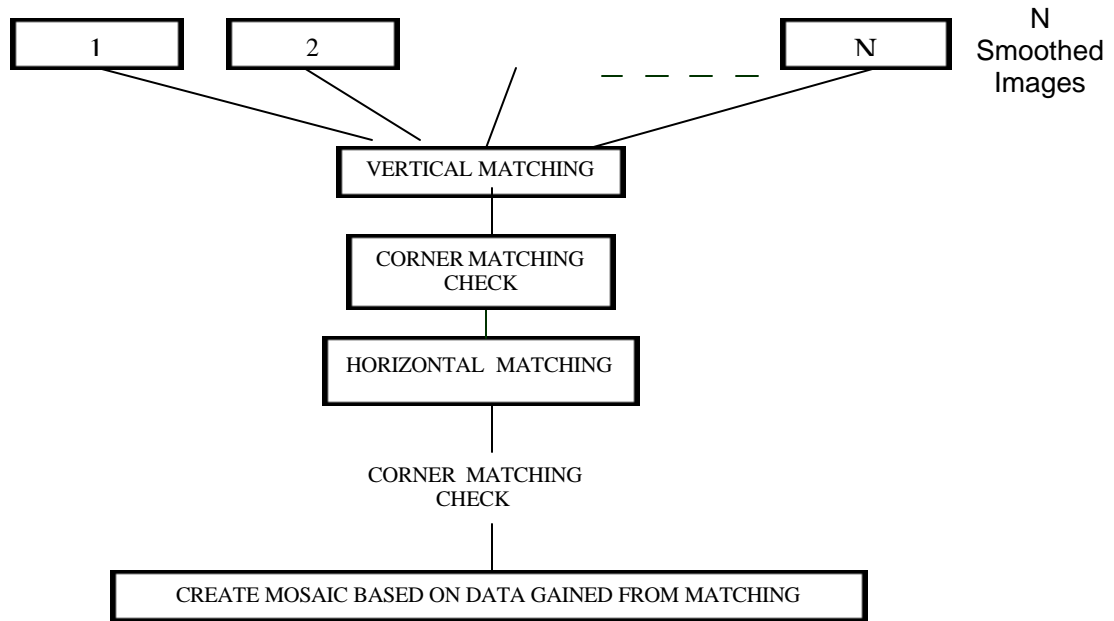 1
2
N
N
Smoothed
Images
VERTICAL MATCHING
CORNER MATCHING
CHECK
HORIZONTAL MATCHING
CORNER MATCHING
CHECK
CREATE MOSAIC BASED ON DATA GAINED FROM MATCHING